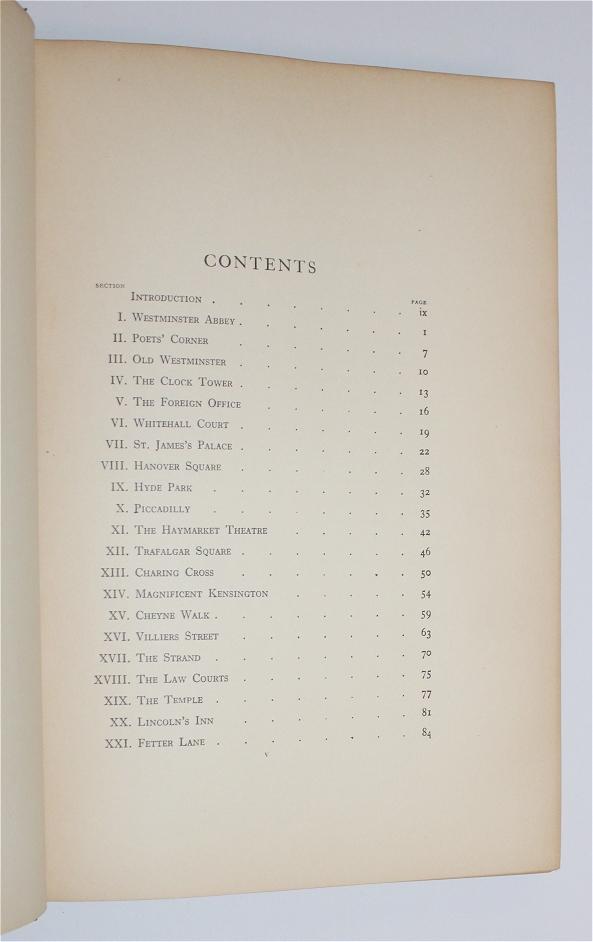 CONTENTS
SECTION PAGE
INTRODUCTION . . . . . . . . ix
I. WESTMINSTER ABBEY . . . . . . . 1
II. POETS' CORNER . . . . . . . 7
III. OLD WESTMINSTER . . . . . . . 10
IV. THE CLOCK TOWER . . . . . . . 13
V. THE FOREIGN OFFICE . . . . . . 16
VI. WHITEHALL COURT . . . . . . . 19
VII. ST. JAMES'S PALACE . . . . . . . 22
VIII. HANOVER SQUARE . . . . . . . 28
IX. HYDE PARK . . . . . . . . 32
X. PICCADILLY . . . . . . . . 35
XI. THE HAYMARKET THEATRE . . . . . 42
XII. TRAFALGAR SQUARE . . . . . . . 46
XIII. CHARING CROSS . . . . . . . 50
XIV. MAGNIFICENT KENSINGTON . . . . . 54
XV. CHEYNE WALK . . . . . . . . 59
XVI. VILLIERS STREET . . . . . . . 63
XVII. THE STRAND . . . . . . . . 70
XVIII. THE LAW COURTS . . . . . . . 75
XIX. THE TEMPLE . . . . . . . . 77
XX. LINCOLN'S INN . . . . . . . 81
XXI. FETTER LANE . . . . . . . . 84
v